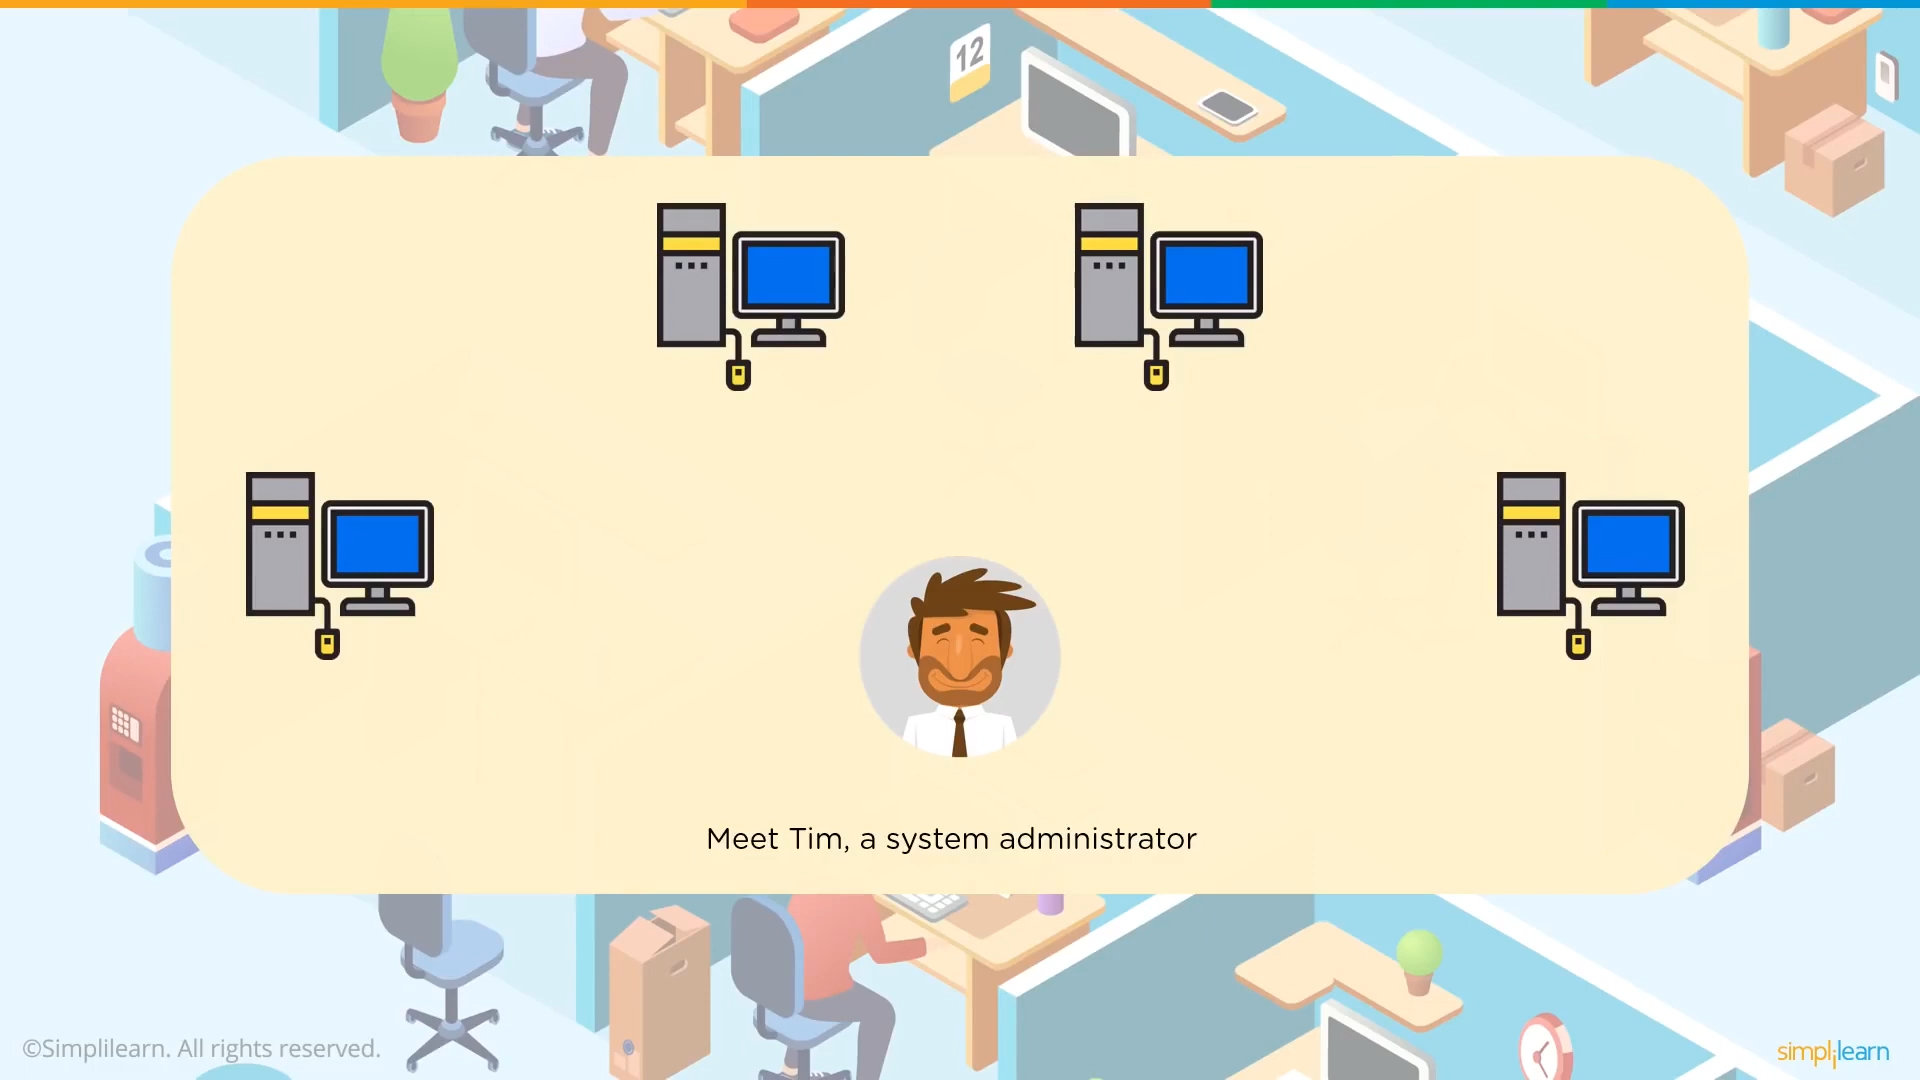 12
Meet Tim, a system administrator
©Simplilearn. All rights reserved.
simplilearn